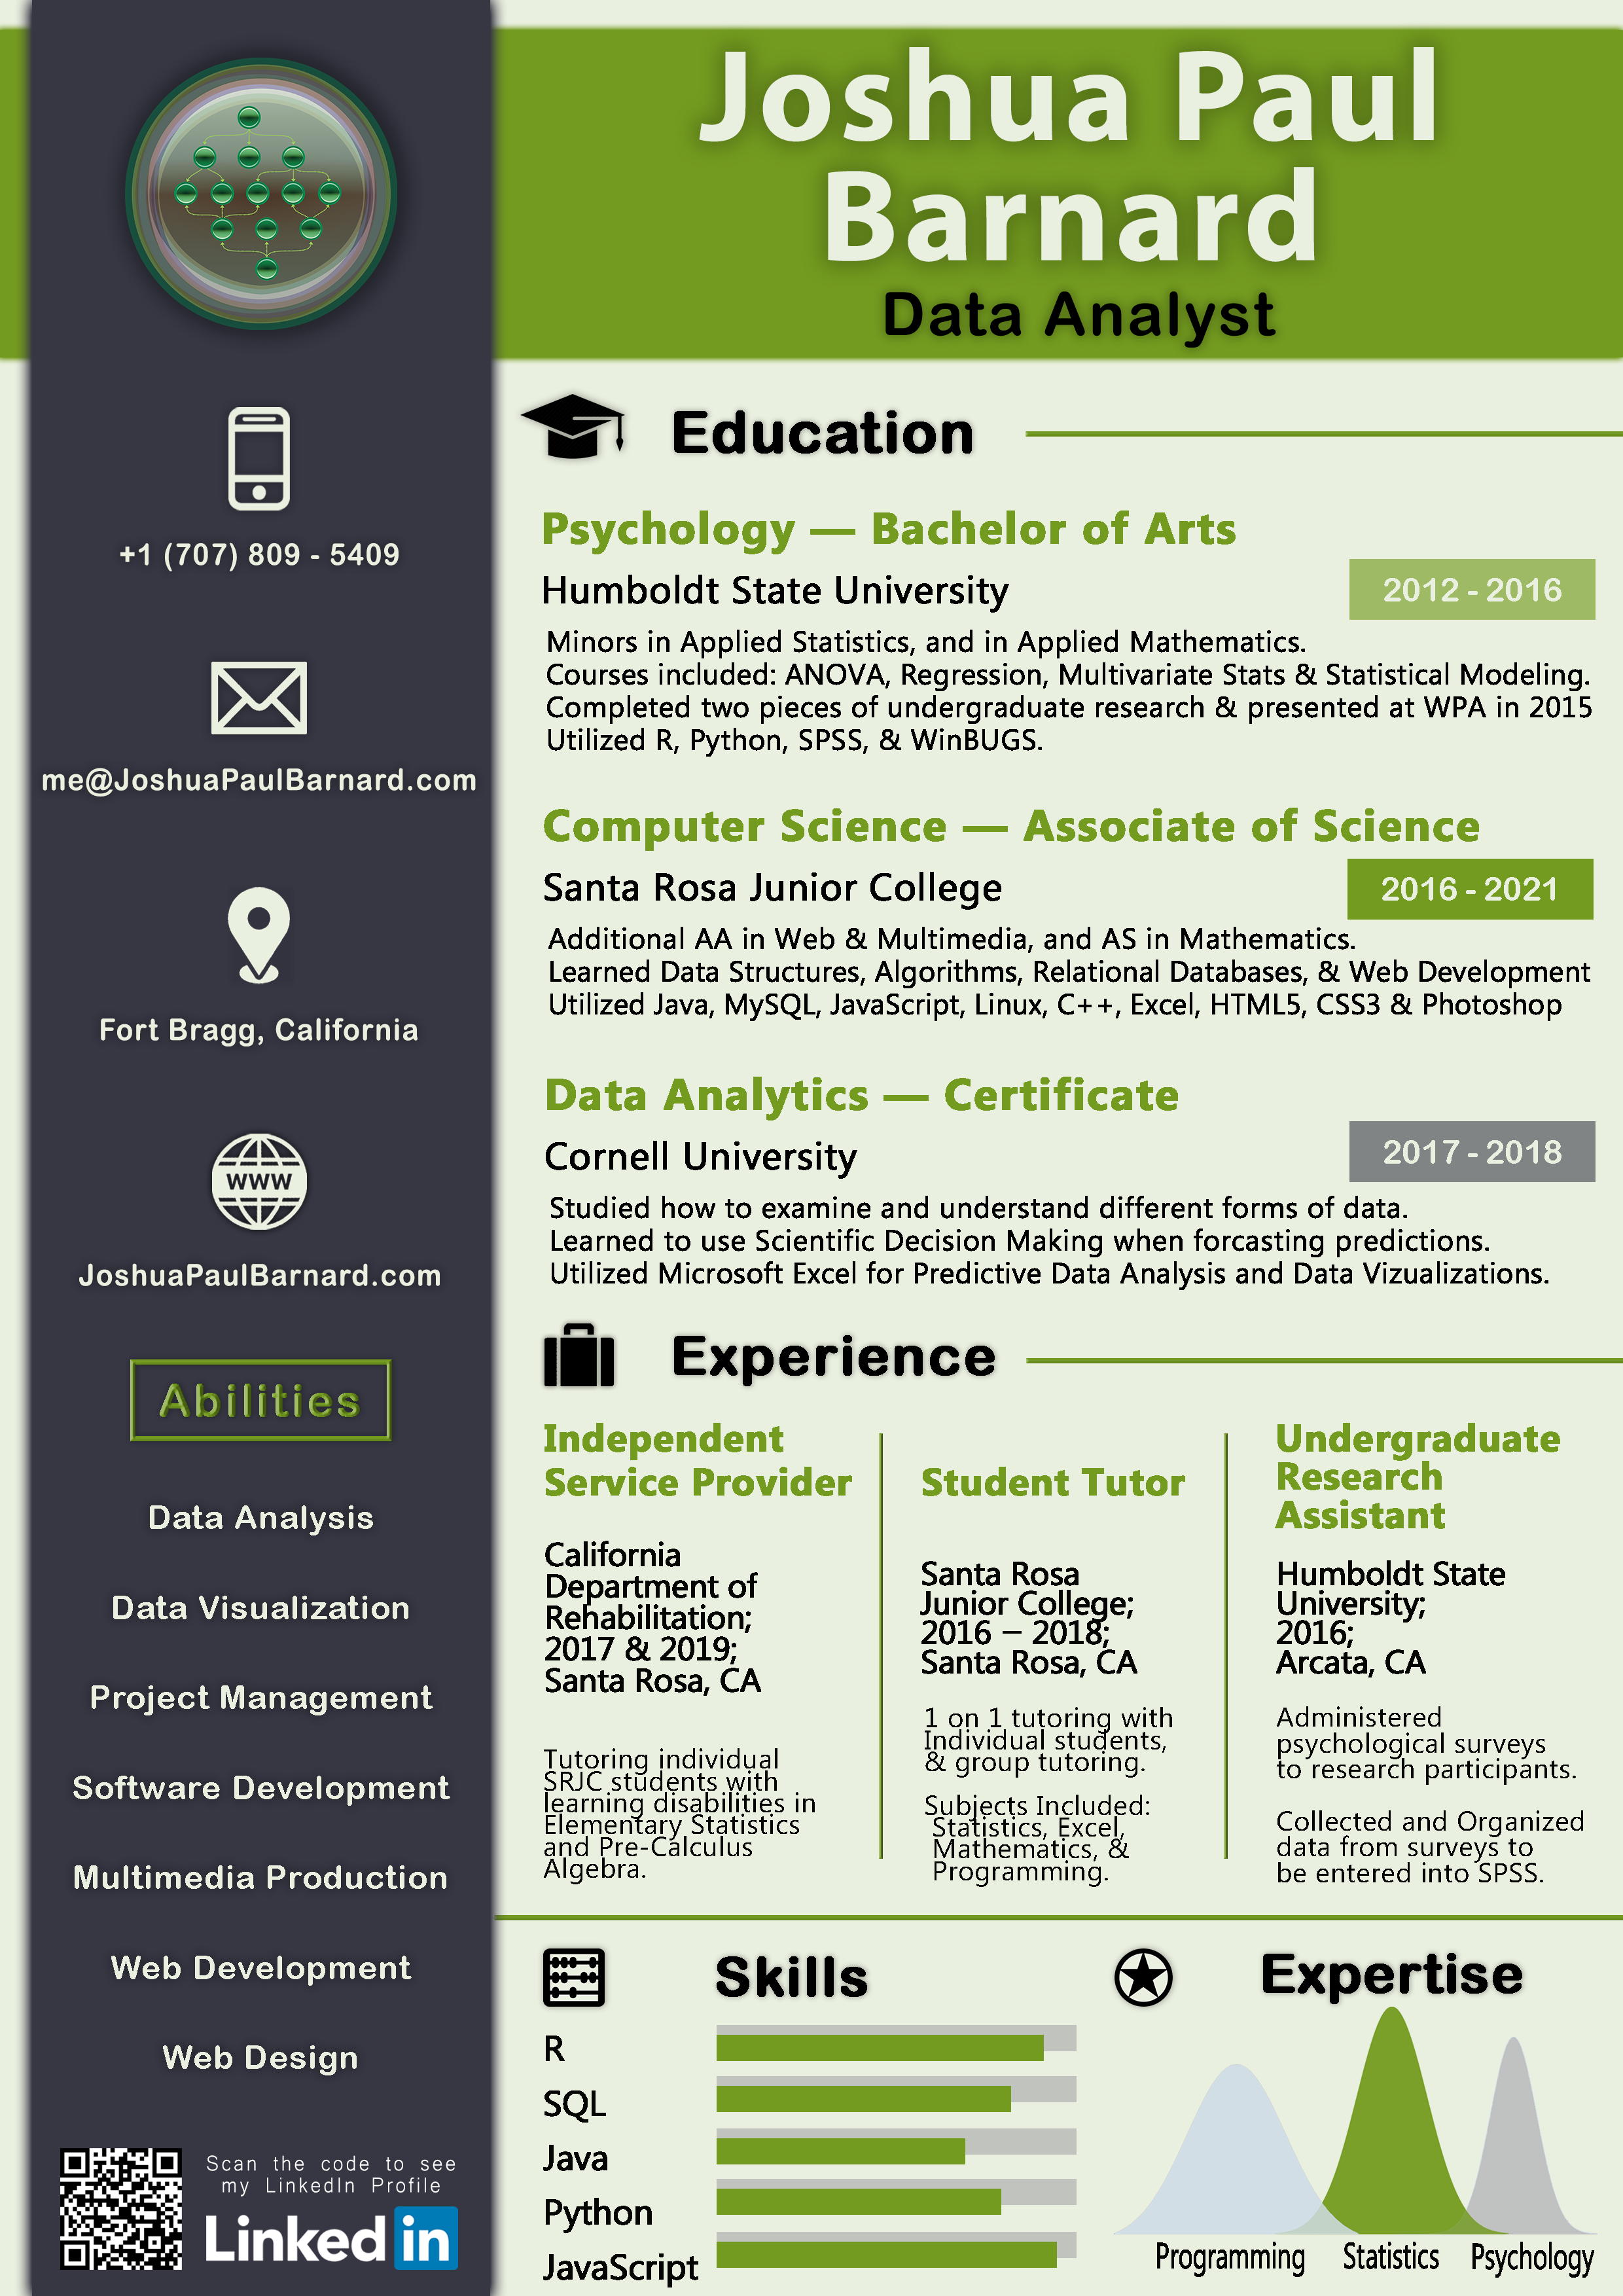 Joshua Paul
Barnard
Data Analyst
+1 (707) 809 - 5409
me@JoshuaPaulBarnard.com
Fort Bragg, California
WWW
JoshuaPaulBarnard.com
Abilities
Data Analysis
Data Visualization
Project Management
Software Development
Multimedia Production
Web Development
Web Design
Scan the code to see
my LinkedIn Profile
Linked in
Education
Psychology — Bachelor of Arts
Humboldt State University
2012 - 2016
Minors in Applied Statistics, and in Applied Mathematics.
Courses included: ANOVA, Regression, Multivariate Stats & Statistical Modeling.
Completed two pieces of undergraduate research & presented at WPA in 2015
Utilized R, Python, SPSS, & WinBUGS.
Computer Science — Associate of Science
Santa Rosa Junior College
2016 - 2021
Additional AA in Web & Multimedia, and AS in Mathematics.
Learned Data Structures, Algorithms, Relational Databases, & Web Development
Utilized Java, MySQL, JavaScript, Linux, C++, Excel, HTML5, CSS3 & Photoshop
Data Analytics — Certificate
Cornell University
2017 - 2018
Studied how to examine and understand different forms of data.
Learned to use Scientific Decision Making when forcasting predictions.
Utilized Microsoft Excel for Predictive Data Analysis and Data Vizualizations.
Experience
Independent
Service Provider
California
Department of
Rehabilitation;
2017 & 2019;
Santa Rosa, CA
Tutoring individual
SRJC students with
learning disabilities in
Elementary Statistics
and Pre-Calculus
Algebra.
Student Tutor
Santa Rosa
Junior College;
2016 – 2018;
Santa Rosa, CA
1 on 1 tutoring with
Individual students,
& group tutoring.
Subjects Included:
Statistics, Excel,
Mathematics, &
Programming.
Undergraduate
Research
Assistant
Humboldt State
University;
2016;
Arcata, CA
Administered
psychological surveys
to research participants.
Collected and Organized
data from surveys to
be entered into SPSS.
Skills
R
SQL
Java
Python
JavaScript
Expertise
Programming
Statistics
Psychology